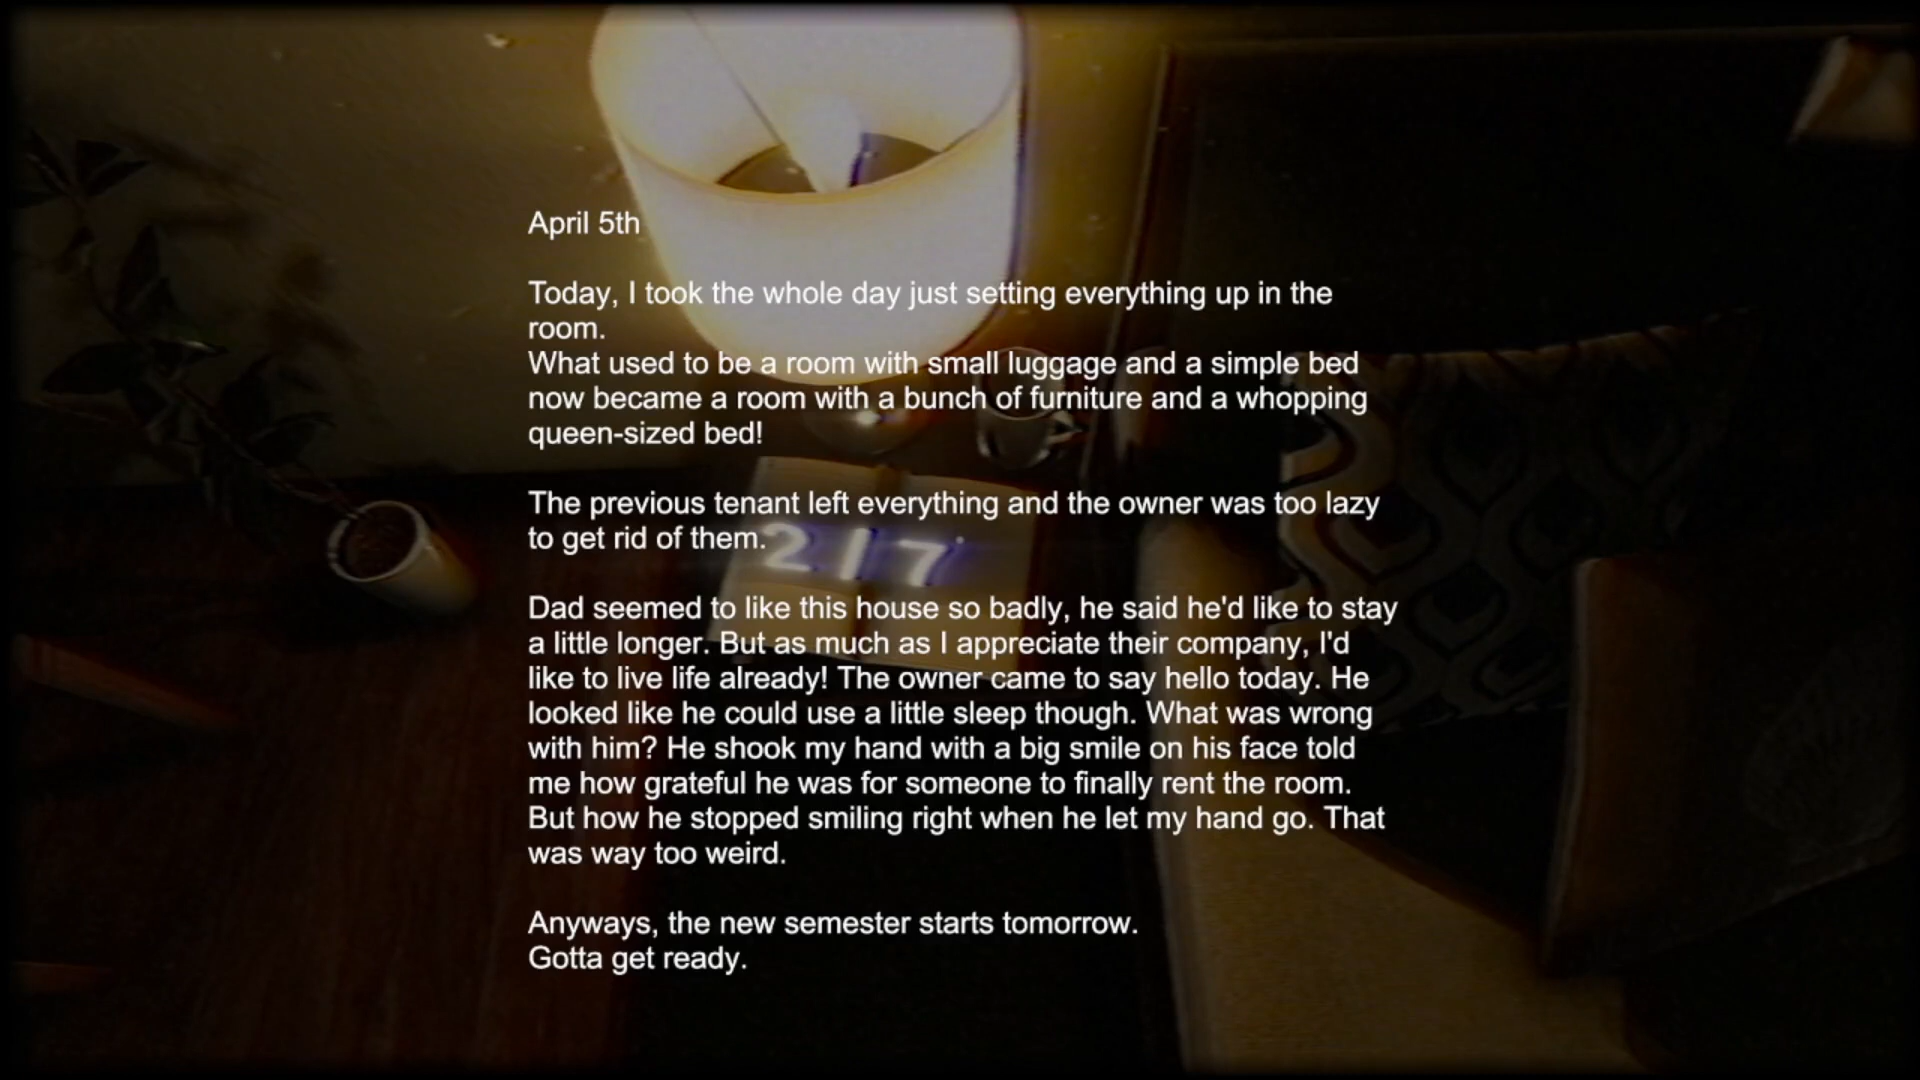 April 5th
Today, I took the whole day just setting everything up in the
room.
What used to be a room with small luggage and a simple bed
now became a room with a bunch of furniture and a whopping
queen-sized bed!
The previous tenant left everything and the owner was too lazy
to get rid of them.
217
Dad seemed to like this house so badly, he said he'd like to stay
a little longer. But as much as I appreciate their company, I'd
like to live life already! The owner came to say hello today. He
looked like he could use a little sleep though. What was wrong
with him? He shook my hand with a big smile on his face told
me how grateful he was for someone to finally rent the room.
But how he stopped smiling right when he let my hand go. That
was way too weird.
Anyways, the new semester starts tomorrow.
Gotta get ready.